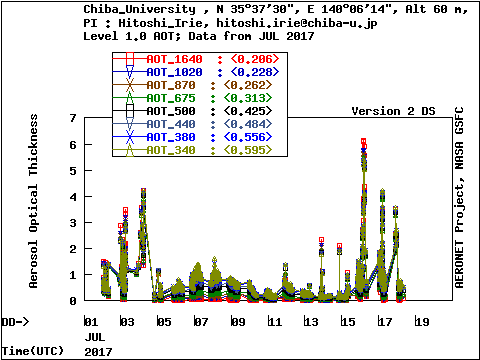 Chiba_University , N 35°37'30", E 140°06'14", Alt 60 m,
PI : Hitoshi_Irie, hitoshi.irie@chiba-u.jp
Level 1.0 AOT; Data from JUL 2017
AOT_1640 : <0.206>
AOT_1020 : <0.228>
AOT_870 : <0.262>
AOT_675 : <0.313>
AOT_500 : <0.425>
AOT_440 : <0.484>
AOT_380 : <0.556>
AOT_340 : <0.595>
Version 2 DS
Aerosol Optical Thickness
7
6
5
4
3
2
1
0
AERONET Project, NASA GSFC
DD-> 01 03 05 07 09 11 13 15 17 19
JUL
Time(UTC) 2017